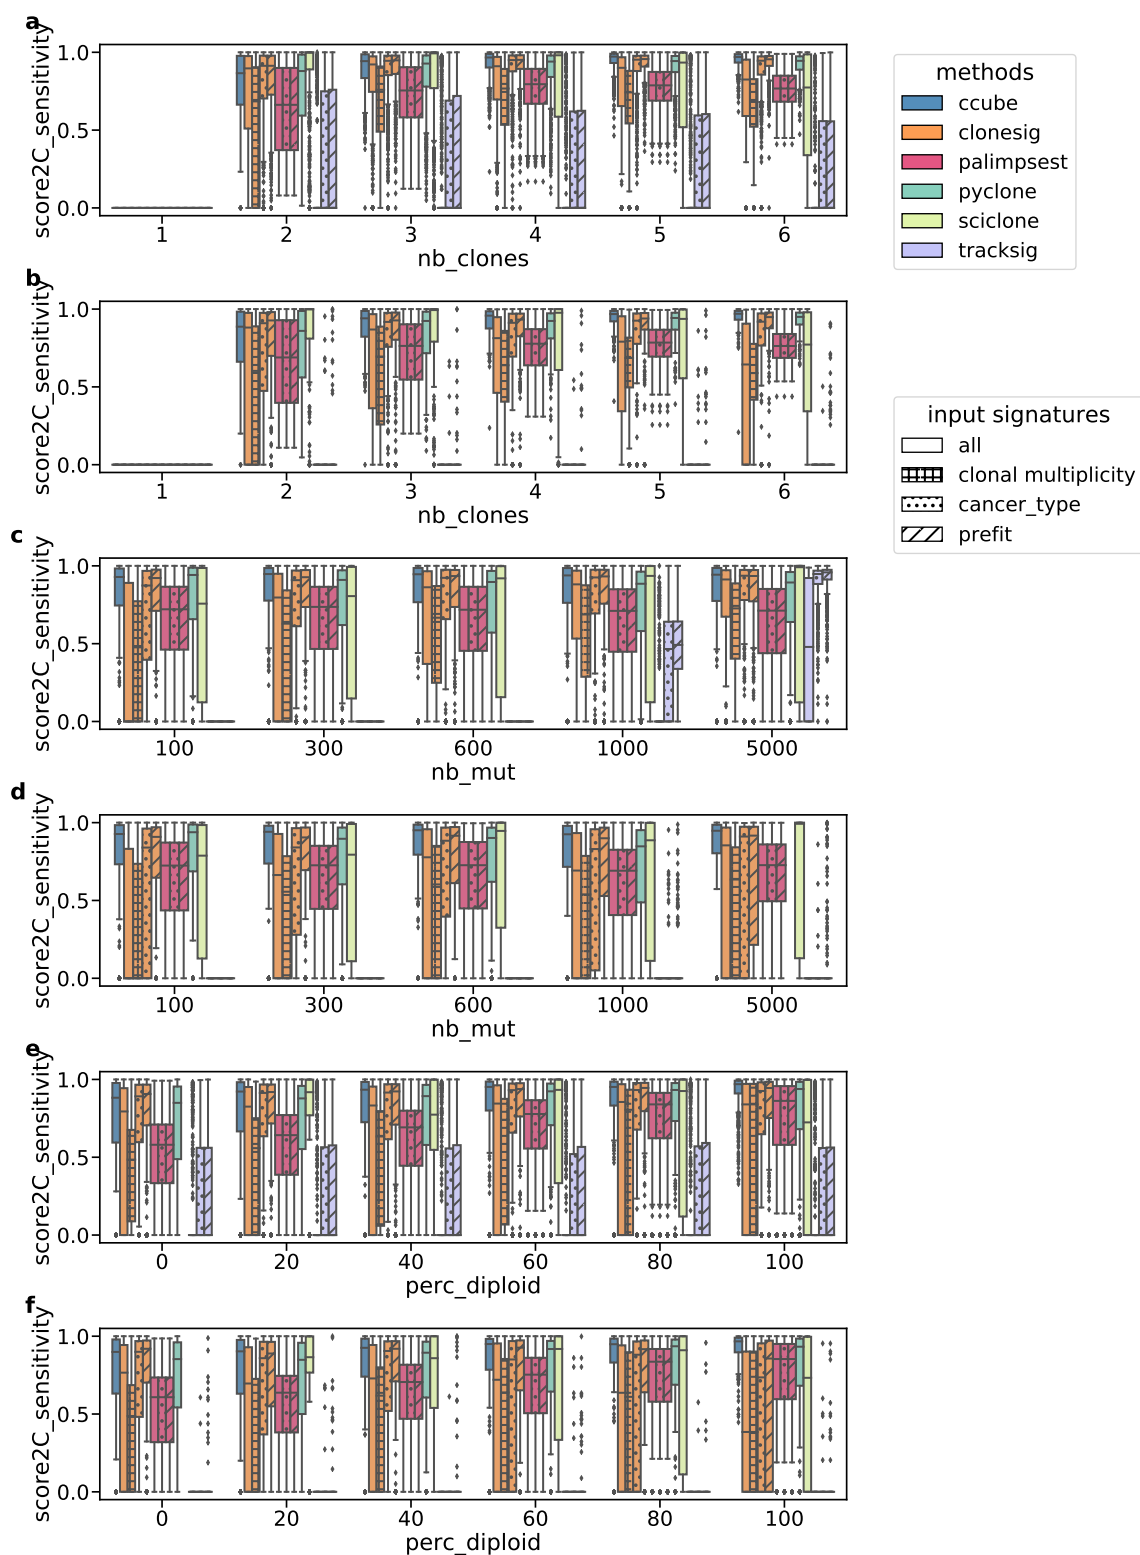 a
score2C_sensitivity
1.0
0.5
0.0
1 2 3 4 5 6
nb_clones
methods
ccube
clonesig
palimpsest
pyclone
sciclone
tracksig
b
score2C_sensitivity
1.0
0.5
0.0
1 2 3 4 5 6
nb_clones
input signatures
all
clonal multiplicity
cancer_type
prefit
c
score2C_sensitivity
1.0
0.5
0.0
100 300 600 1000 5000
nb_mut
d
score2C_sensitivity
1.0
0.5
0.0
100 300 600 1000 5000
nb_mut
e
score2C_sensitivity
1.0
0.5
0.0
0 20 40 60 80 100
perc_diploid
f
score2C_sensitivity
1.0
0.5
0.0
0 20 40 60 80 100
perc_diploid